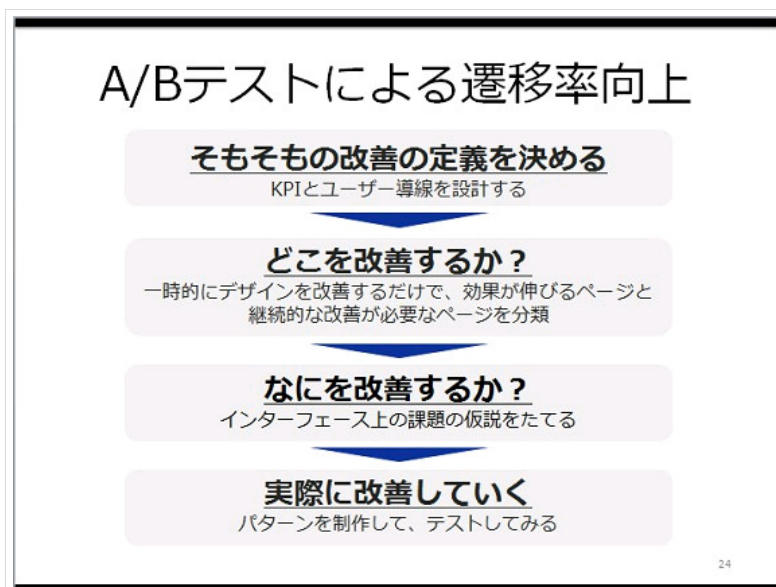 A/Bテストによる遷移率向上
そもそもの改善の定義を決める
KPIとユーザー導線を設計する
どこを改善するか？
一時的にデザインを改善するだけで、効果が伸びるページと
継続的な改善が必要なページを分類
なにを改善するか？
インターフェース上の課題の仮説をたてる
実際に改善していく
パターンを制作して、テストしてみる
24